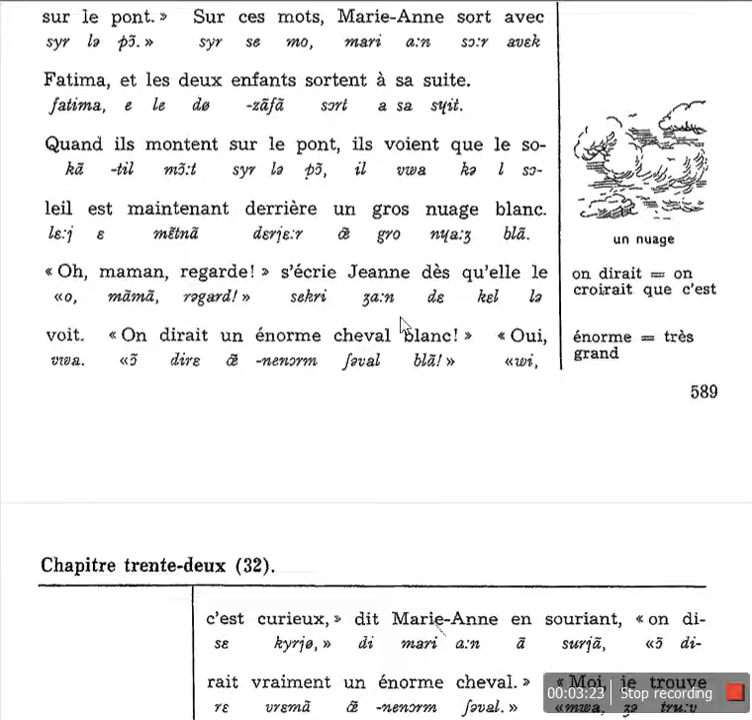 sur le pont. » Sur ces mots, Marie-Anne sort avec
syr lə pɔ̃. » syr se mo, mari a:n sɔ:r avɛk
Fatima, et les deux enfants sortent à sa suite.
fatima, e le dø -zɑ̃fɑ̃ sɔrt a sa sɥit.
Quand ils montent sur le pont, ils voient que le so-
kɑ̃ -til mɔ̃:t syr lə pɔ̃, il vwa kə l sɔ-
leil est maintenant derrière un gros nuage blanc.
lɛ:j ɛ mɛ̃tnɑ̃ dɛrjɛ:r œ̃ gro nɥa:ʒ blɑ̃.
« Oh, maman, regarde! » s'écrie Jeanne dès qu'elle le
«o, mɑmɑ̃, rəgard! » sekri ʒa:n dɛ kɛl lə
voit. « On dirait un énorme cheval blanc! » « Oui,
vwa. «ɔ̃ dirɛ œ̃ -nenɔrm ʃəval blɑ̃! » «wi,
un nuage
on dirait = on
croirait que c'est
énorme = très
grand
589
Chapitre trente-deux (32).
c'est curieux, » dit Marie-Anne en souriant, « on di-
sɛ kyrjø, » di mari a:n ɑ̃ surjɑ̃, «ɔ̃ di-
rait vraiment un énorme cheval. » « Moi, je trouve
rɛ vrɛmɑ̃ œ̃ -nenɔrm ʃəval. » «mwa, ʒə tru:v
00:03:23 Stop recording